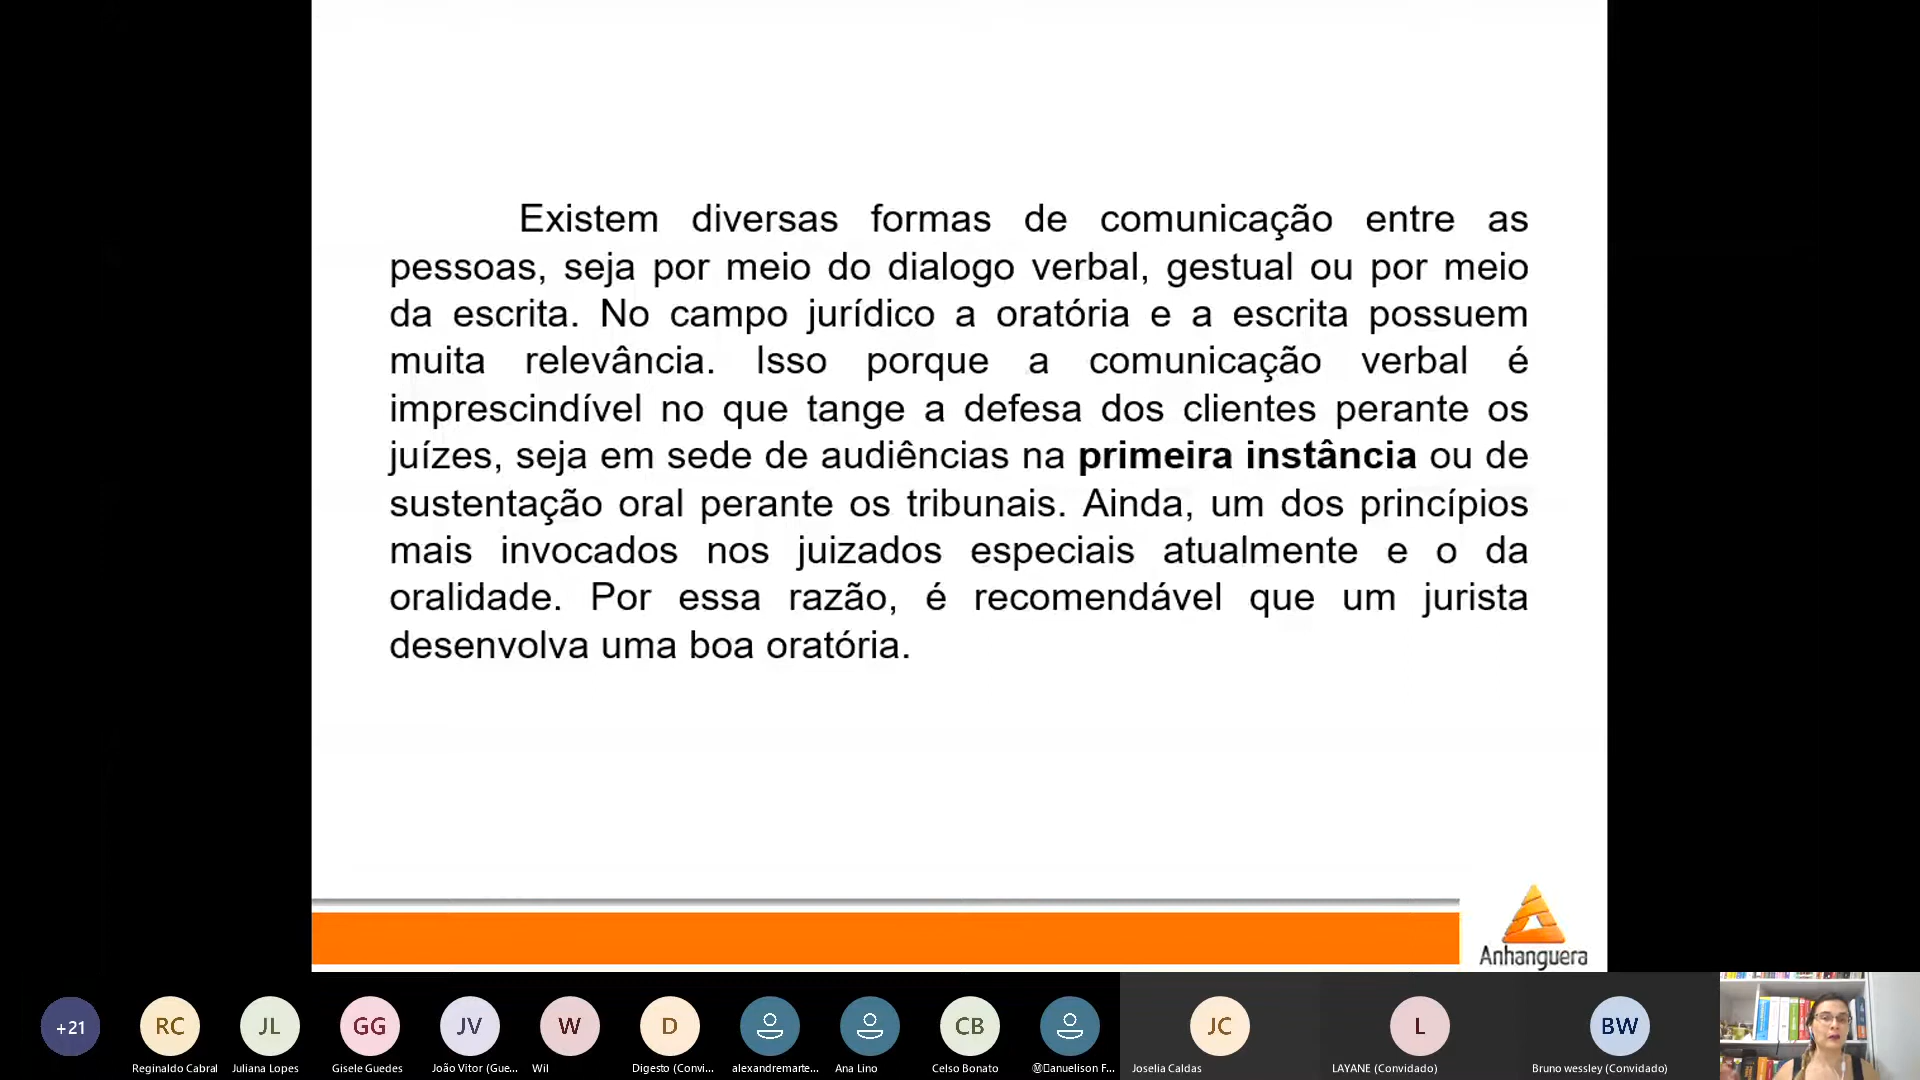 Existem diversas formas de comunicação entre as
pessoas, seja por meio do dialogo verbal, gestual ou por meio
da escrita. No campo jurídico a oratória e a escrita possuem
muita relevância. Isso porque a comunicação verbal é
imprescindível no que tange a defesa dos clientes perante os
juízes, seja em sede de audiências na primeira instância ou de
sustentação oral perante os tribunais. Ainda, um dos princípios
mais invocados nos juizados especiais atualmente e o da
oralidade. Por essa razão, é recomendável que um jurista
desenvolva uma boa oratória.
Anhanguera
+21 RC JL GG JV W D CB JC L BW
Reginaldo Cabral Juliana Lopes Gisele Guedes João Vitor (Gue... Wil Digesto (Convi... alexandremarte... Ana Lino Celso Bonato Joselia Caldas LAYANE (Convidado) Bruno wessley (Convidado)